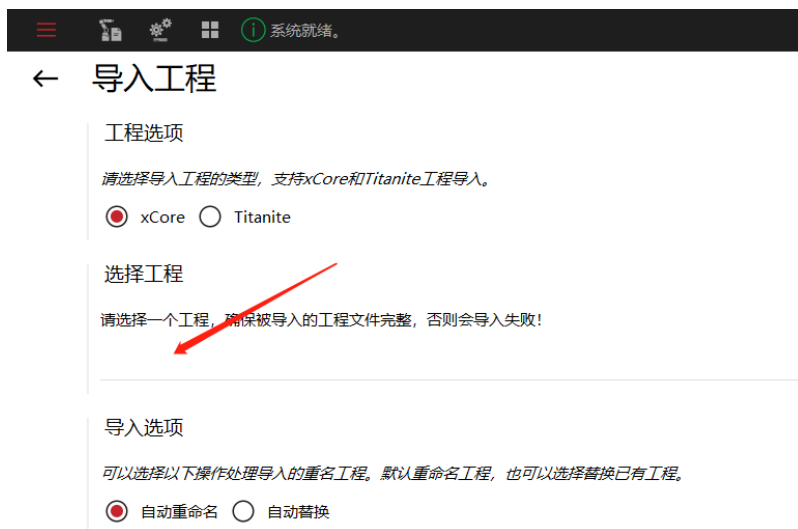 系统就绪。
导入工程
工程选项
请选择导入工程的类型，支持xCore和Titanite工程导入。
xCore Titanite
选择工程
请选择一个工程，确保被导入的工程文件完整，否则会导入失败！
导入选项
可以选择以下操作处理导入的重名工程。默认重命名工程，也可以选择替换已有工程。
自动重命名 自动替换